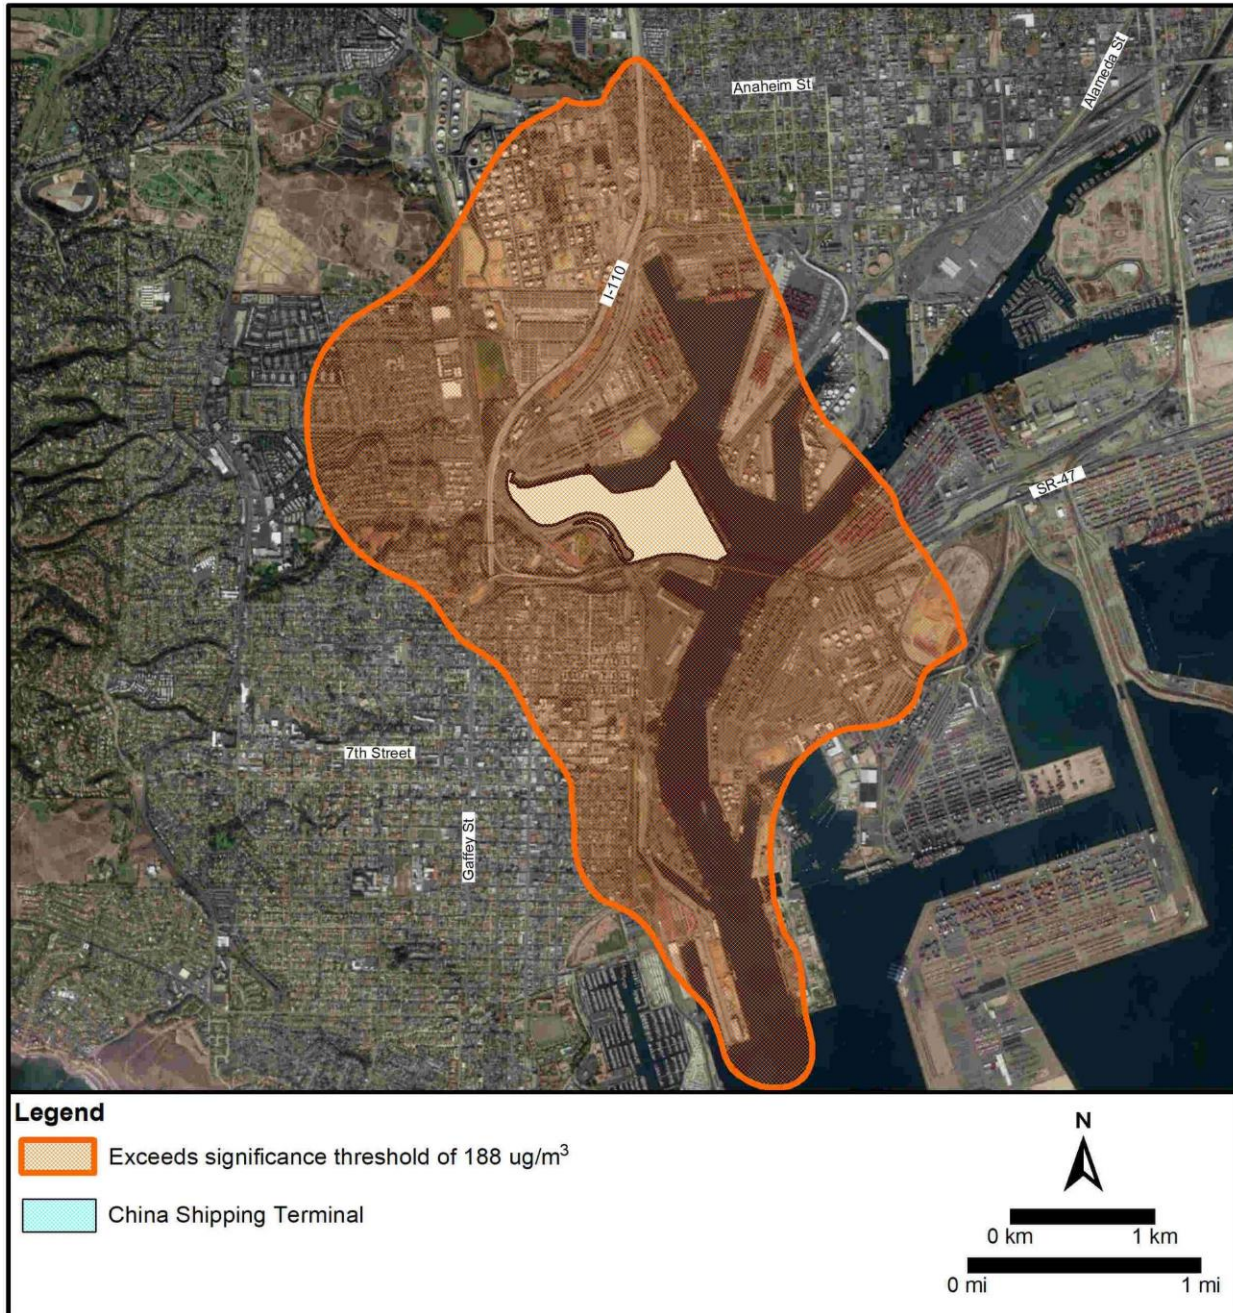 Anaheim St
Alameda St
I-110
SR-47
7th Street
Gaffey St
Legend
Exceeds significance threshold of 188 ug/m³
China Shipping Terminal
N
0 km 1 km
0 mi 1 mi